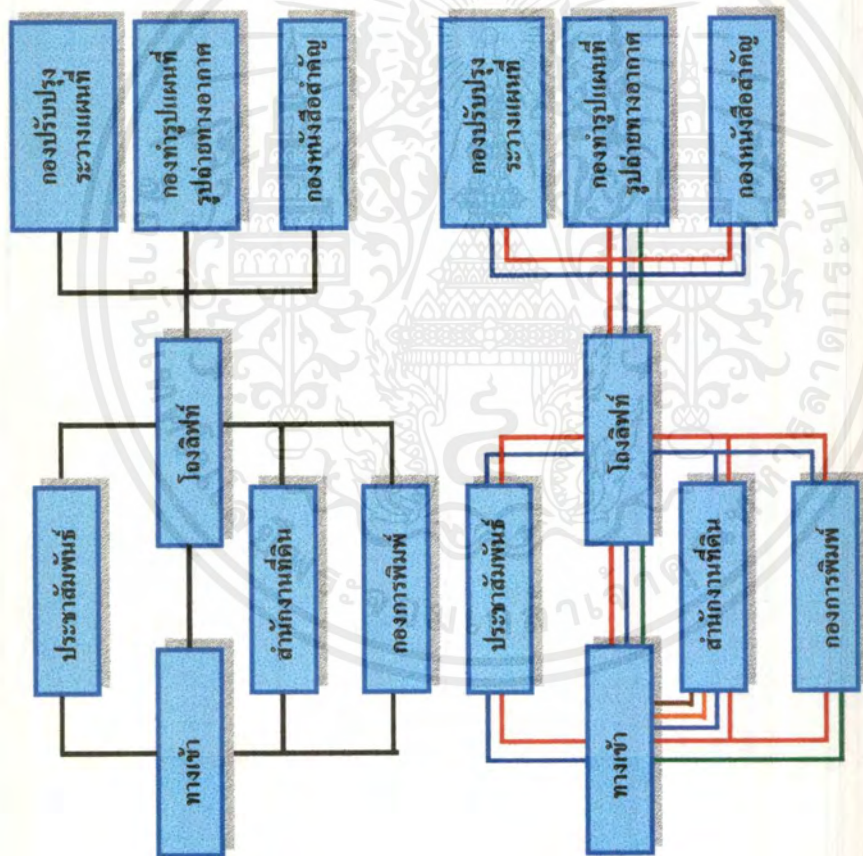 ทางเข้า
กองการพิมพ์
สำนักงานที่ดิน
ประชาสัมพันธ์
โถงลิฟท์
กองหนังสือสำคัญ
กองทำรูปแผนที่
รูปถ่ายทางอากาศ
กองปรับปรุง
ระวางแผนที่
ทางเข้า
กองการพิมพ์
สำนักงานที่ดิน
ประชาสัมพันธ์
โถงลิฟท์
กองหนังสือสำคัญ
กองทำรูปแผนที่
รูปถ่ายทางอากาศ
กองปรับปรุง
ระวางแผนที่